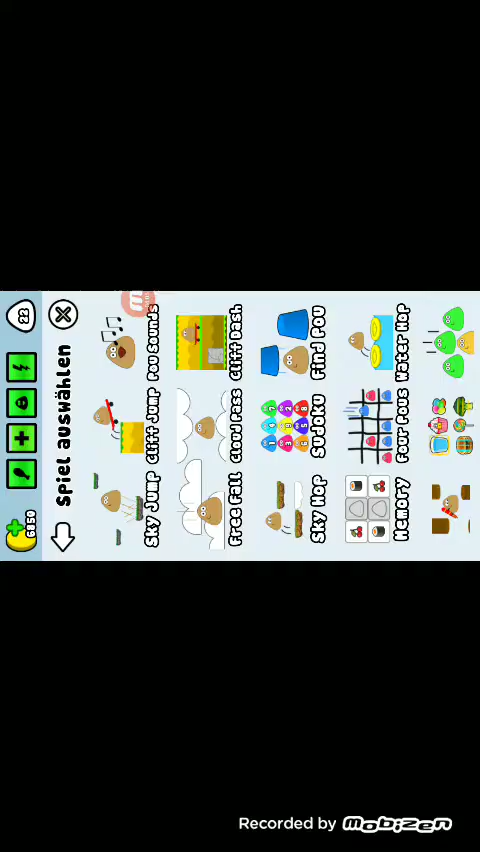 6150
22
Spiel auswählen
Sky Jump
Cliff Jump
Pou Sounds
Free Fall
Cloud Pass
Cliff Dash
Sky Hop
Sudoku
Find Pou
Memory
Four Pous
Water Hop
Recorded by Mobizen